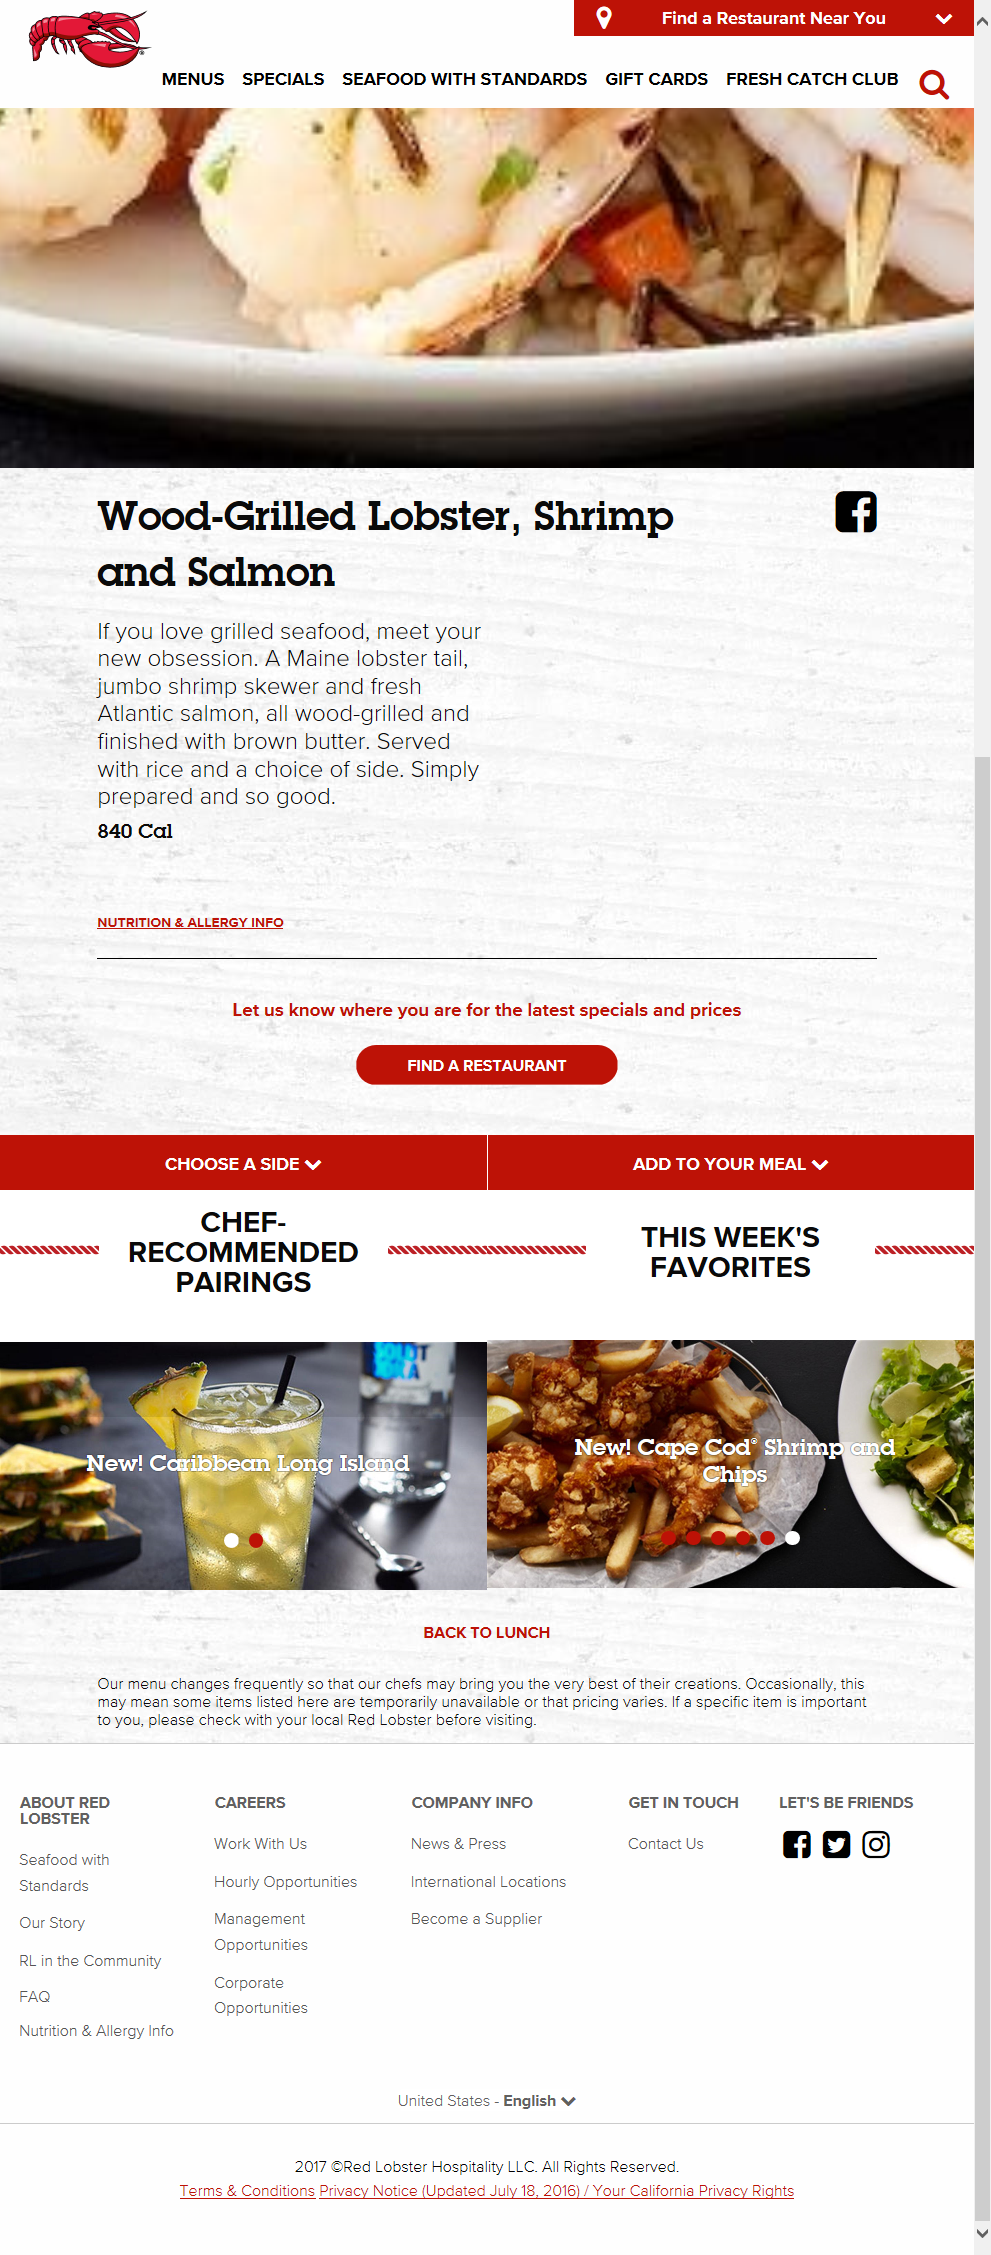 Find a Restaurant Near You
MENUS SPECIALS SEAFOOD WITH STANDARDS GIFT CARDS FRESH CATCH CLUB
Wood-Grilled Lobster, Shrimp
and Salmon
If you love grilled seafood, meet your
new obsession. A Maine lobster tail,
jumbo shrimp skewer and fresh
Atlantic salmon, all wood-grilled and
finished with brown butter. Served
with rice and a choice of side. Simply
prepared and so good.
840 Cal
NUTRITION & ALLERGY INFO
Let us know where you are for the latest specials and prices
FIND A RESTAURANT
CHOOSE A SIDE
ADD TO YOUR MEAL
CHEF-
RECOMMENDED
PAIRINGS
THIS WEEK'S
FAVORITES
New! Caribbean Long Island
New! Cape Cod® Shrimp and
Chips
BACK TO LUNCH
Our menu changes frequently so that our chefs may bring you the very best of their creations. Occasionally, this
may mean some items listed here are temporarily unavailable or that pricing varies. If a specific item is important
to you, please check with your local Red Lobster before visiting.
ABOUT RED
LOBSTER
Seafood with
Standards
Our Story
RL in the Community
FAQ
Nutrition & Allergy Info
CAREERS
Work With Us
Hourly Opportunities
Management
Opportunities
Corporate
Opportunities
COMPANY INFO
News & Press
International Locations
Become a Supplier
GET IN TOUCH
Contact Us
LET'S BE FRIENDS
United States - English
2017 ©Red Lobster Hospitality LLC. All Rights Reserved.
Terms & Conditions Privacy Notice (Updated July 18, 2016) / Your California Privacy Rights